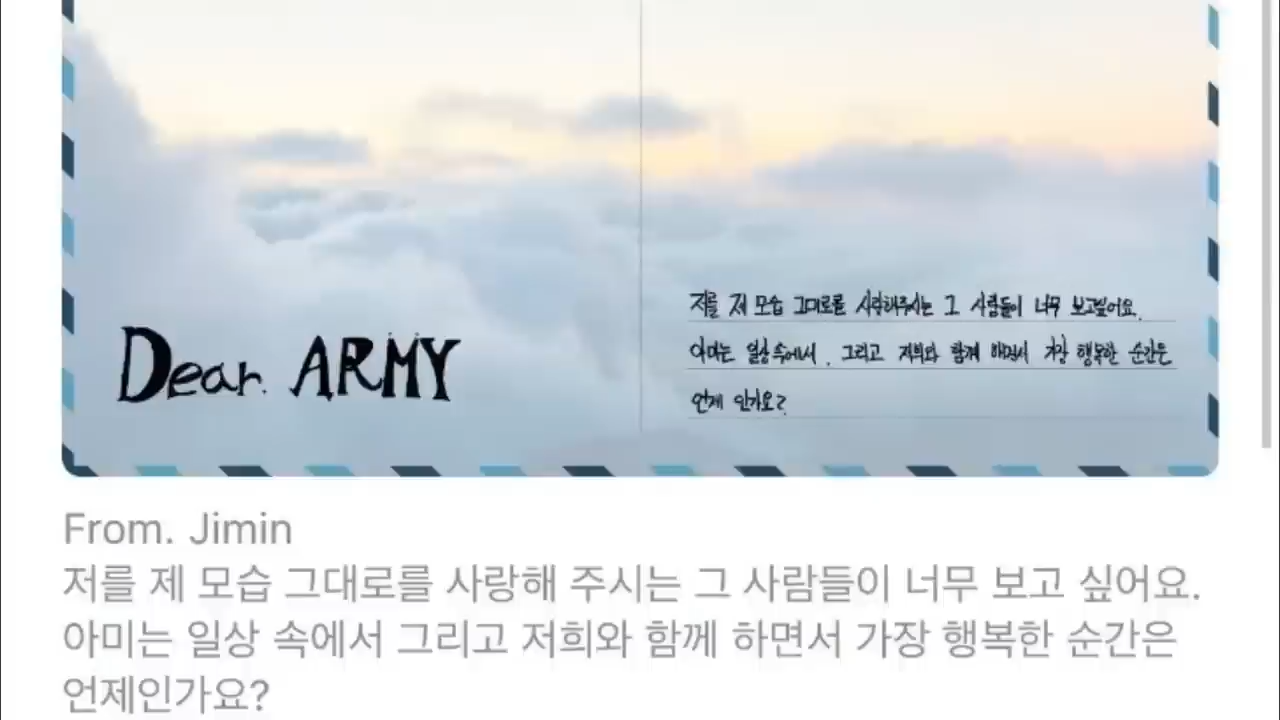 Dear. ARMY
저를 제 모습 그대로를 사랑해주시는 그 사람들이 너무 보고싶어요.
아미는 일상속에서, 그리고 저희와 함께 하면서 가장 행복한 순간은
언제 인가요?
From. Jimin
저를 제 모습 그대로를 사랑해 주시는 그 사람들이 너무 보고 싶어요.
아미는 일상 속에서 그리고 저희와 함께 하면서 가장 행복한 순간은
언제인가요?